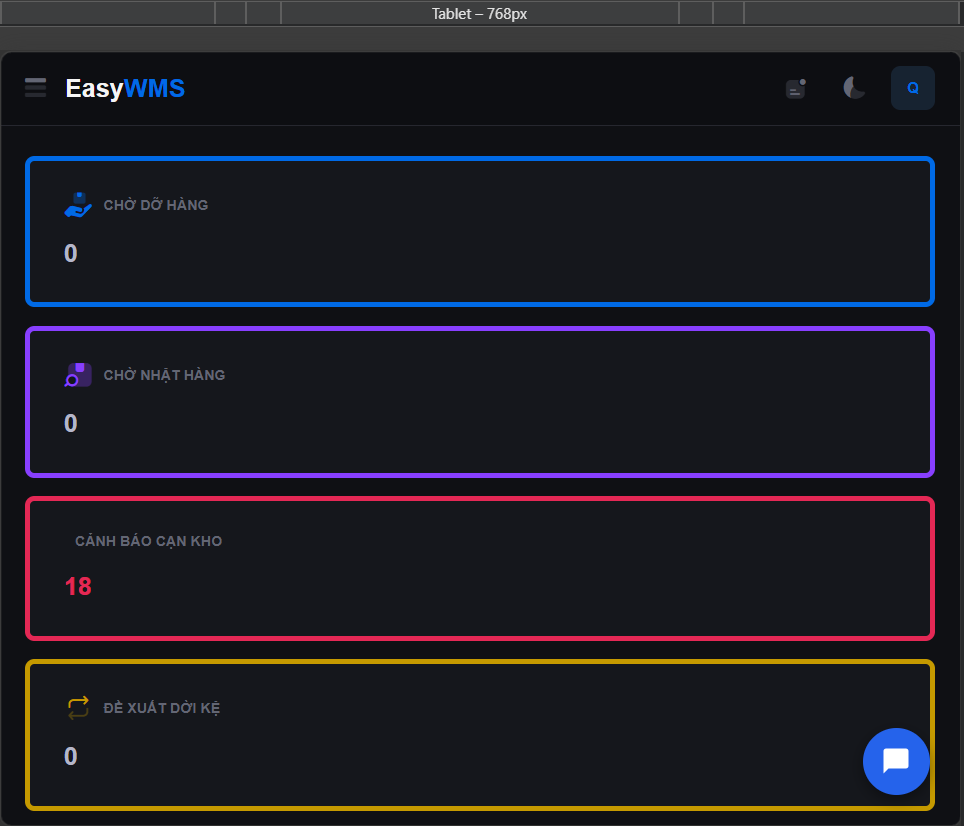 Tablet – 768px
EasyWMS
Q
CHỜ DỠ HÀNG
0
CHỜ NHẶT HÀNG
0
CẢNH BÁO CẠN KHO
18
ĐỀ XUẤT DỜI KỆ
0